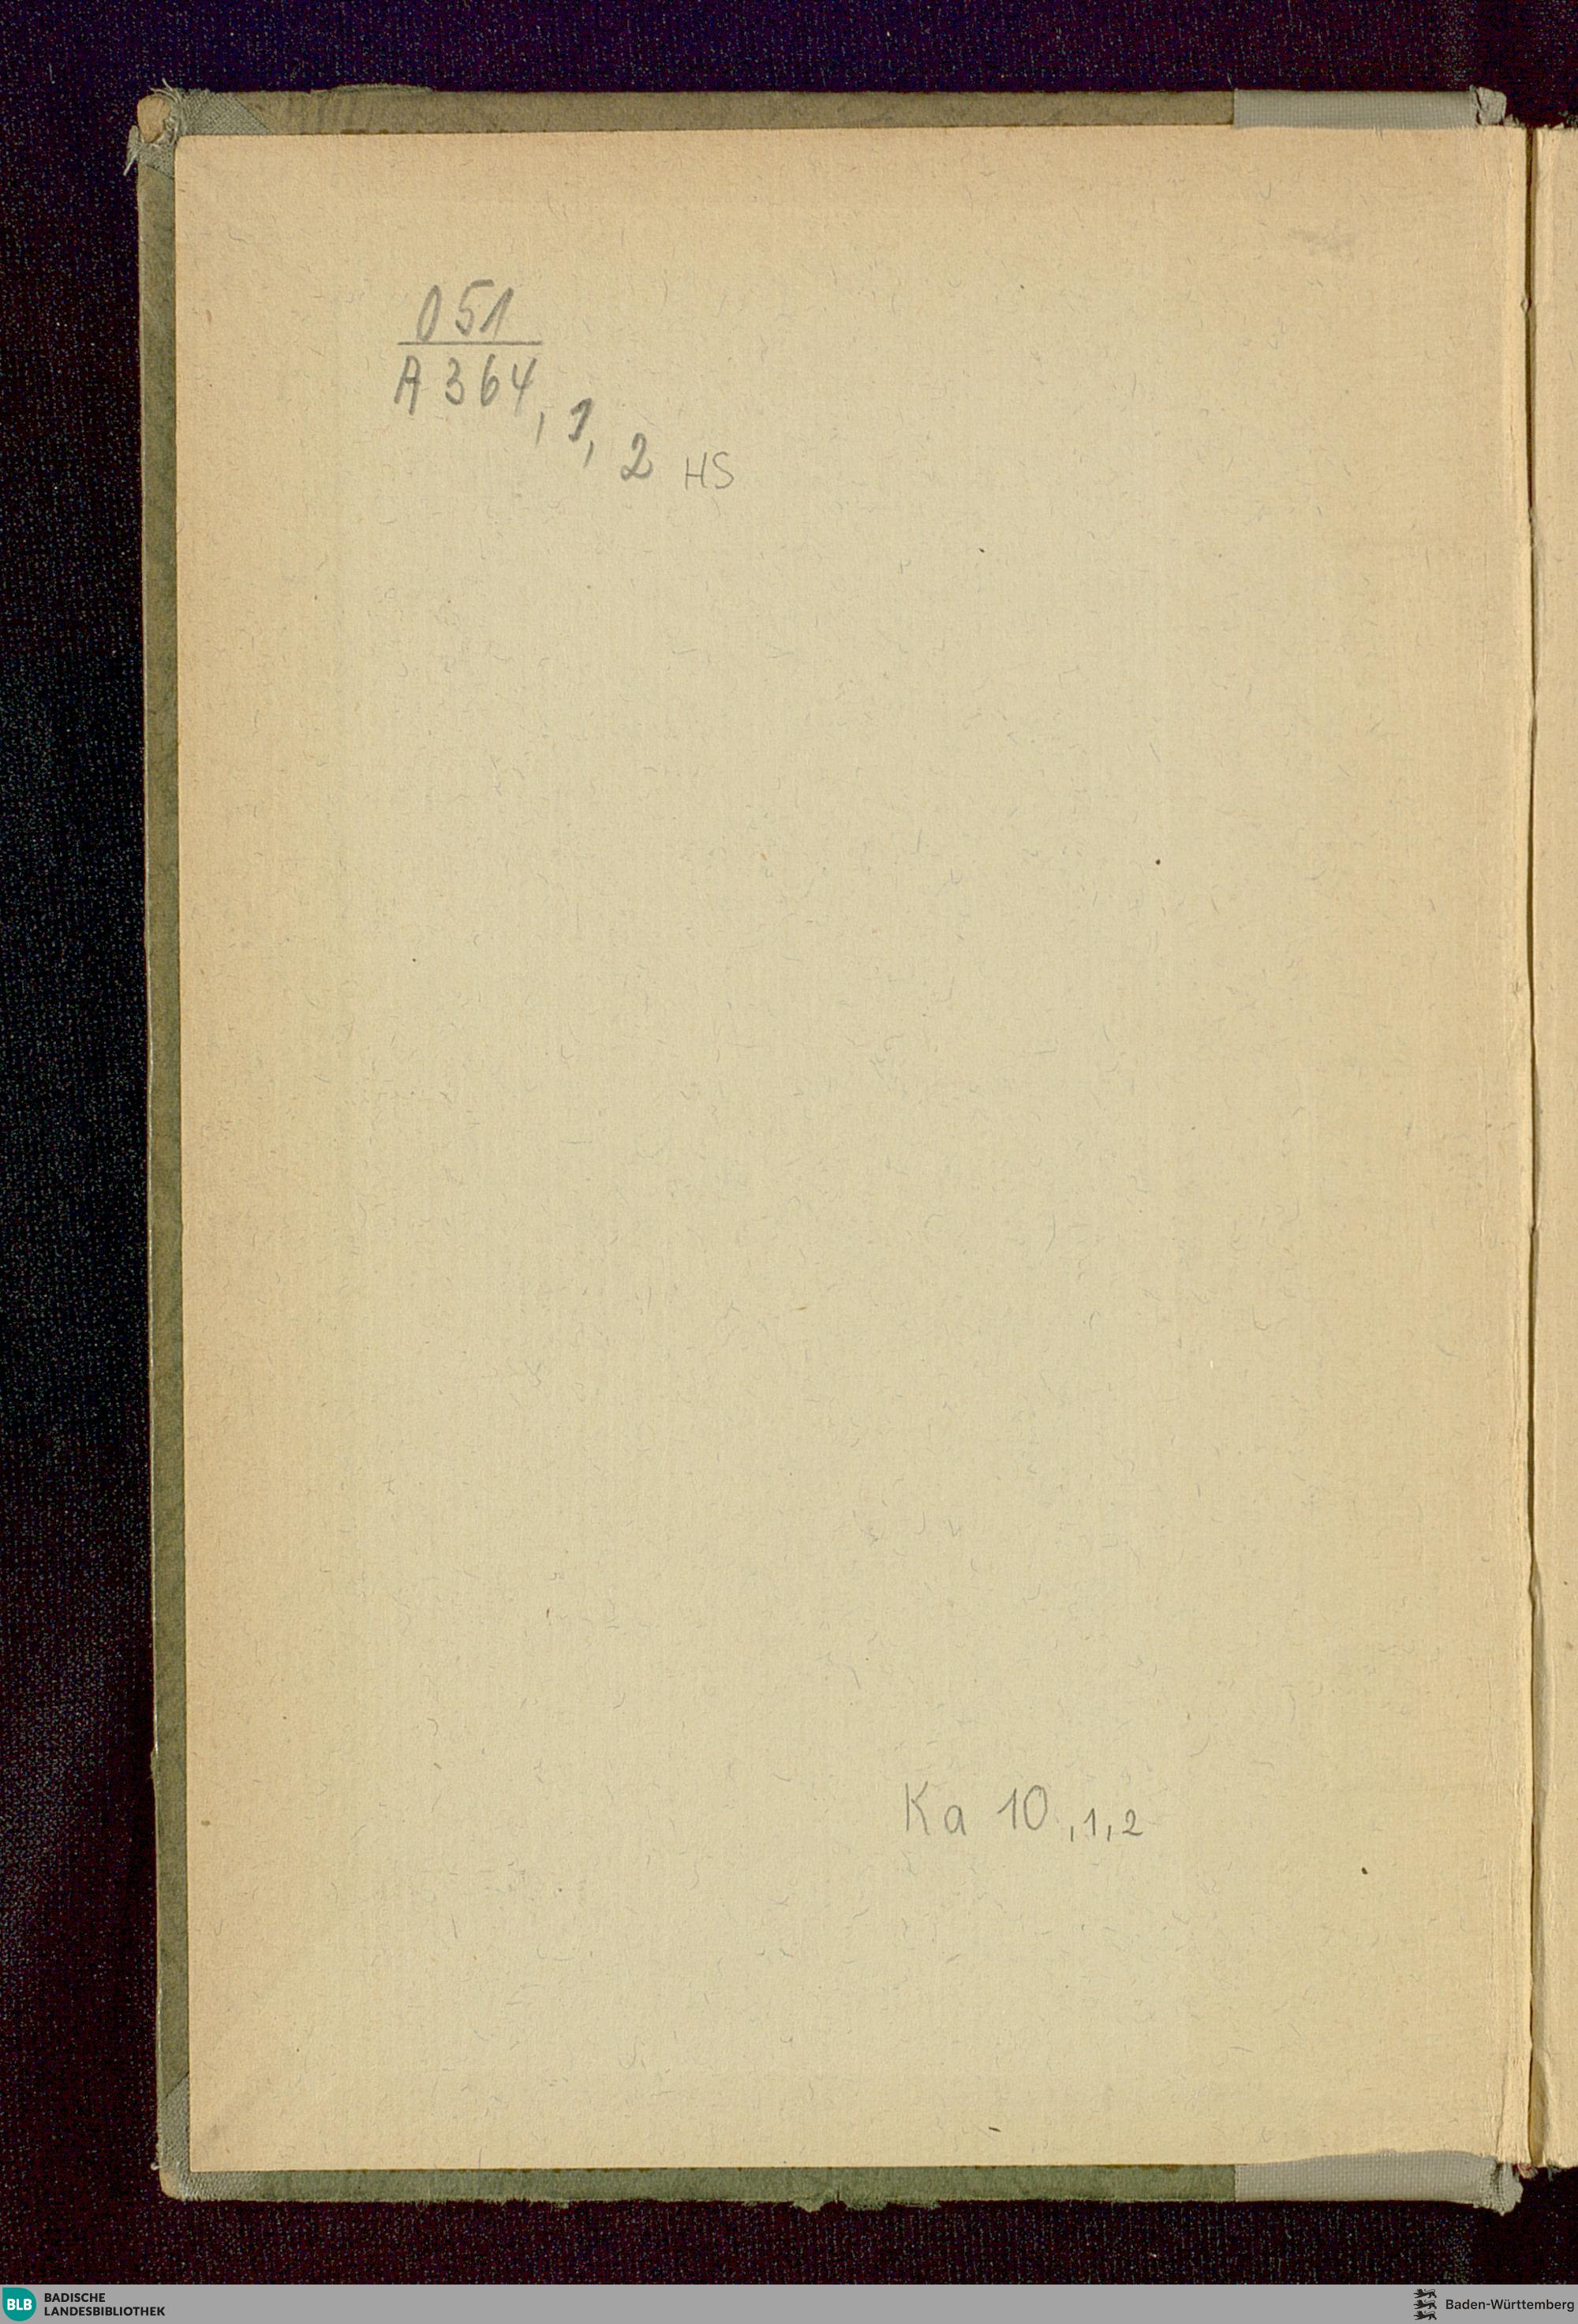 051
A 364, 1, 2 HS
Ka 10,1,2
BLB BADISCHE
LANDESBIBLIOTHEK
Baden-Württemberg